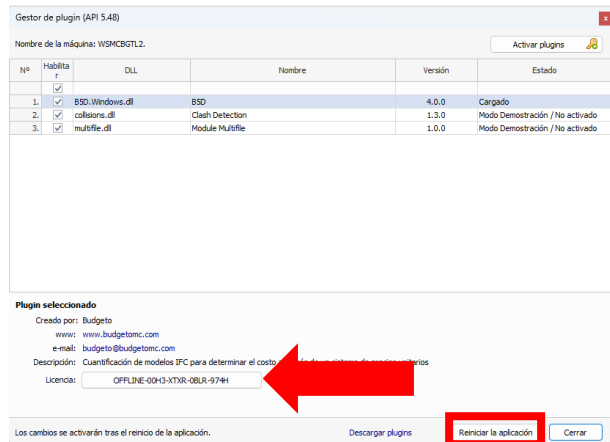 Gestor de plugin (API 5.48)
x
Nombre de la máquina: WSMCBGTL2.
Activar plugins
Nº Habilitar DLL Nombre Versión Estado
1. BSD.Windows.dll BSD 4.0.0 Cargado
2. collisions.dll Clash Detection 1.3.0 Modo Demostración / No activado
3. multifile.dll Module Multifile 1.0.0 Modo Demostración / No activado
Plugin seleccionado
Creado por: Budgeto
www: www.budgetomc.com
e-mail: budgeto@budgetomc.com
Descripción: Cuantificación de modelos IFC para determinar el costo de un sistema de precios unitarios
Licencia: OFFLINE-00H3-XTXR-0BLR-974H
Los cambios se activarán tras el reinicio de la aplicación.
Descargar plugins
Reiniciar la aplicación
Cerrar